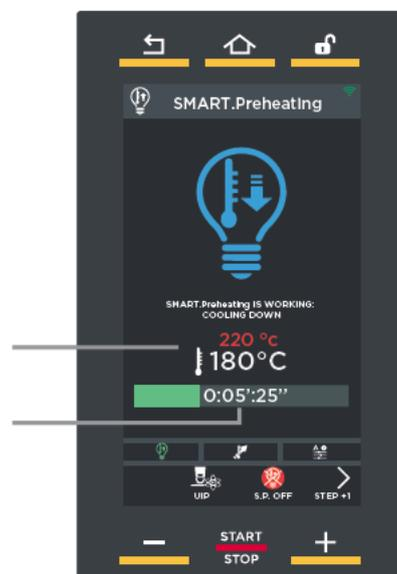 SMART.Preheating
SMART.Preheating IS WORKING:
COOLING DOWN
220 °c
180°C
0:05':25’’
UIP
S.P. OFF
STEP +1
START
STOP